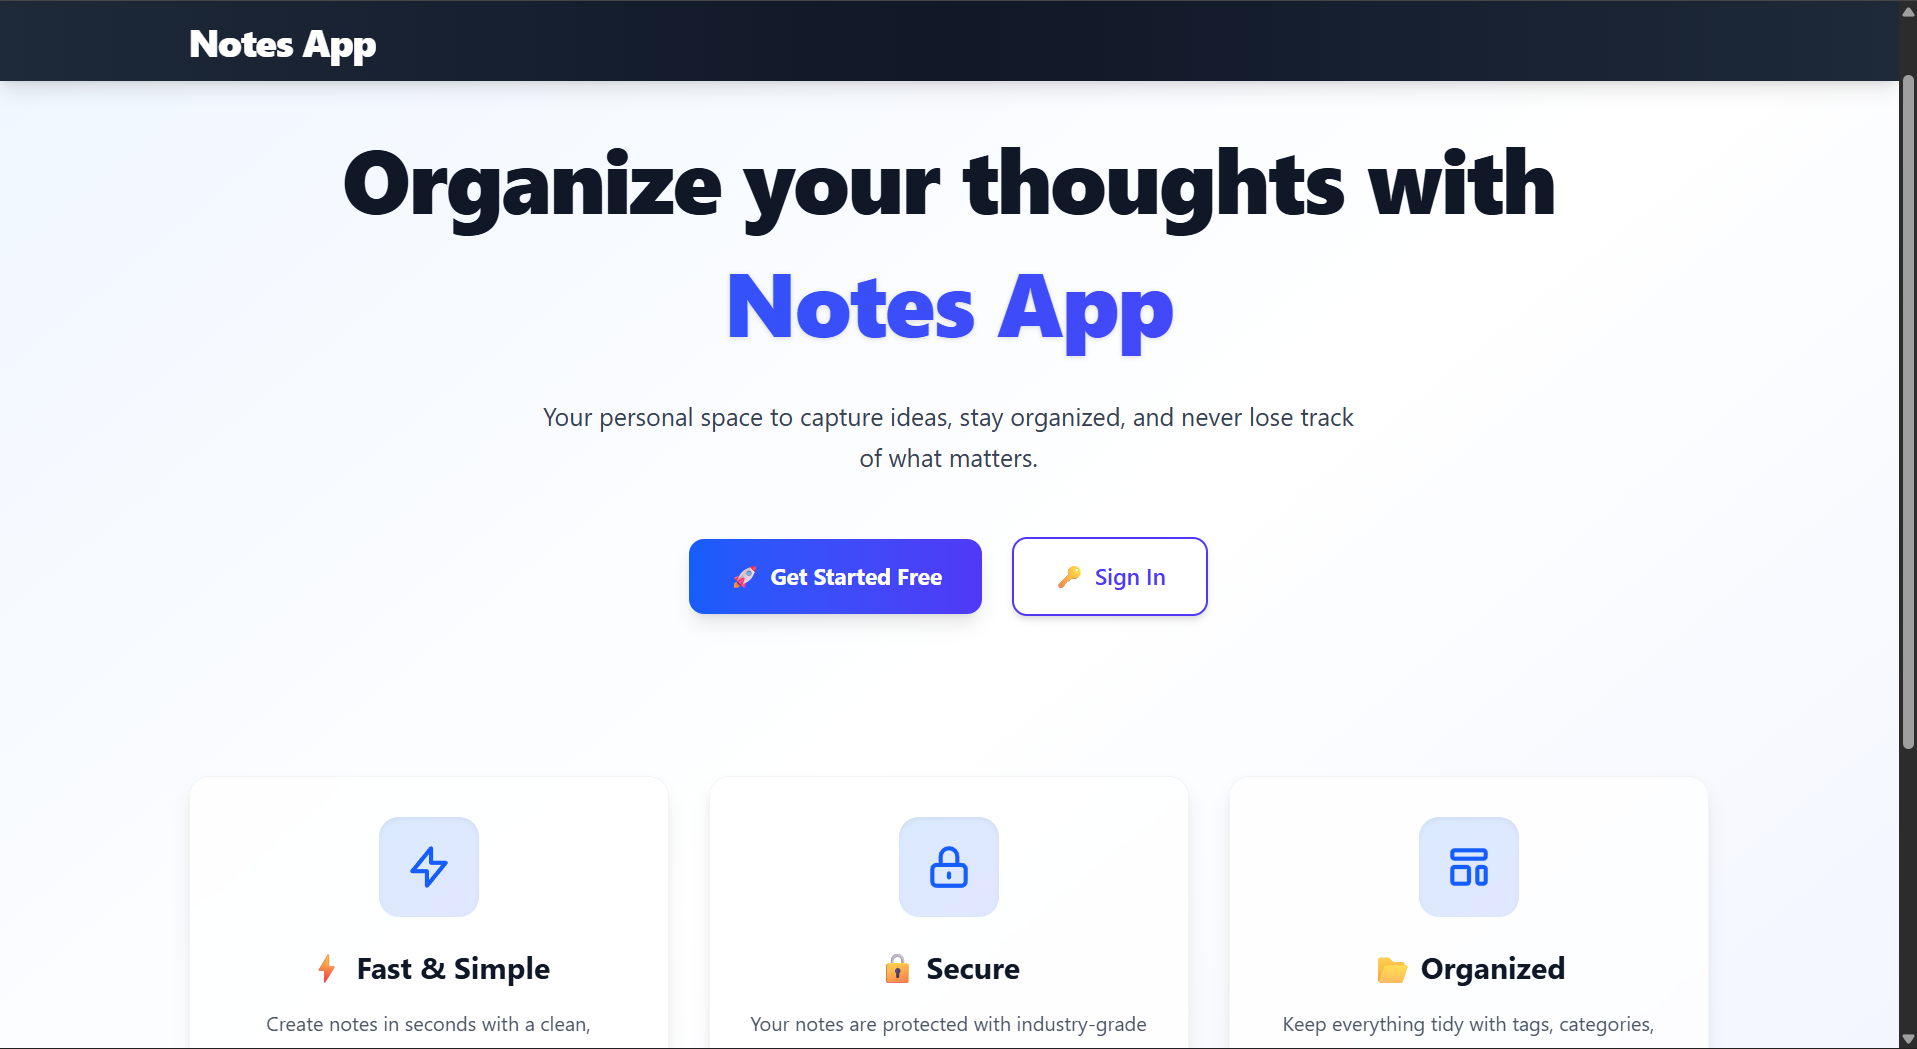 Notes App
Organize your thoughts with
Notes App
Your personal space to capture ideas, stay organized, and never lose track
of what matters.
🚀 Get Started Free
🔑 Sign In
⚡ Fast & Simple
Create notes in seconds with a clean,
🔒 Secure
Your notes are protected with industry-grade
📂 Organized
Keep everything tidy with tags, categories,